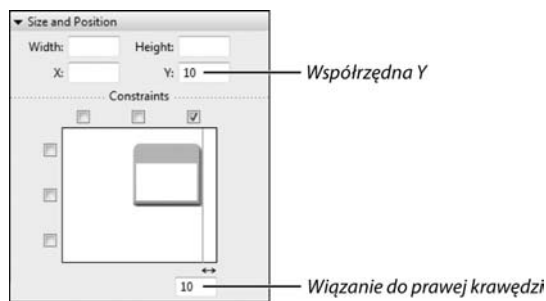 Size and Position
Width: Height:
X: Y: 10 Współrzędna Y
Constraints
10 Wiązanie do prawej krawędzi